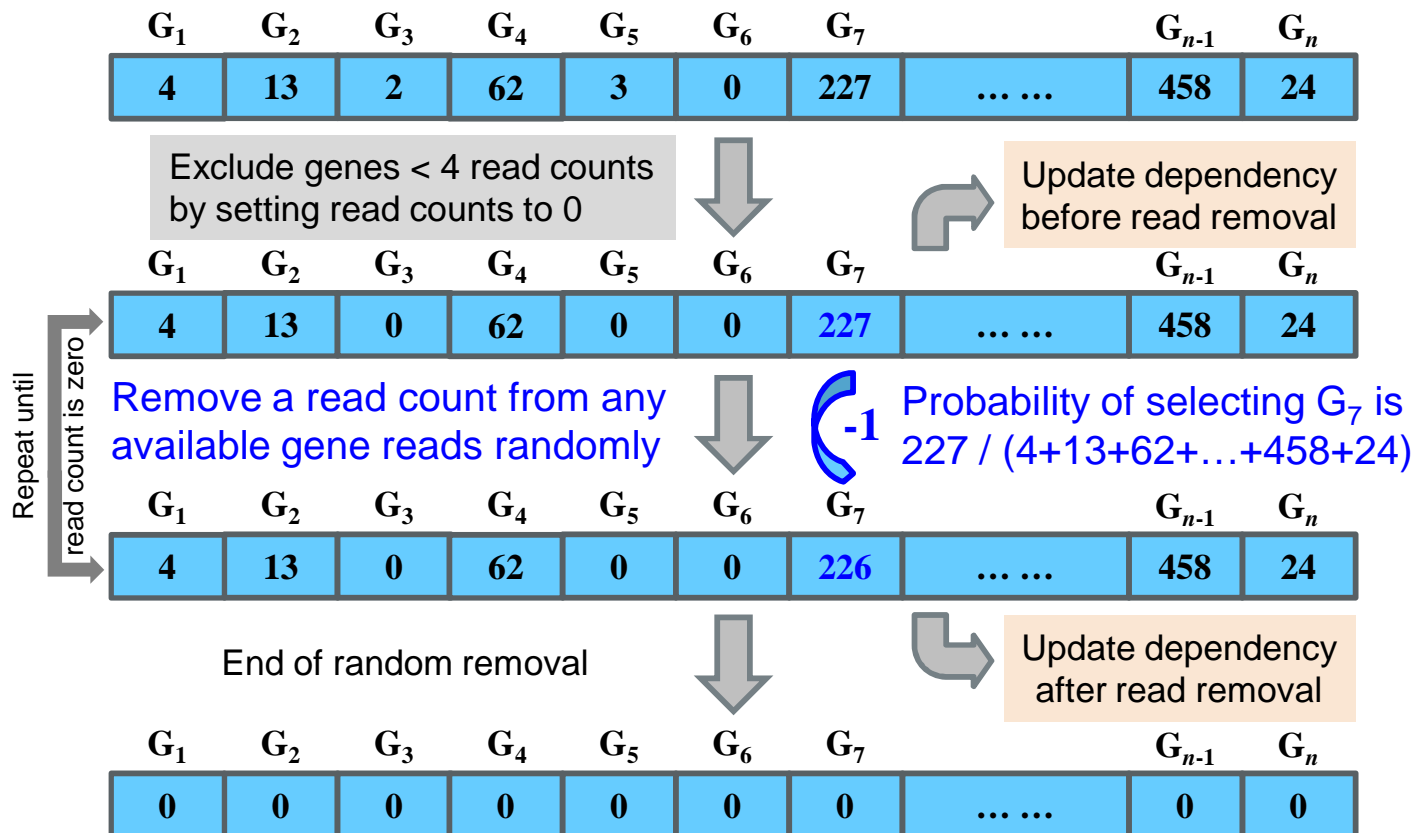 G1 G2 G3 G4 G5 G6 G7 Gn-1 Gn
4 13 2 62 3 0 227 ... ... 458 24
Exclude genes < 4 read counts
by setting read counts to 0
Update dependency
before read removal
G1 G2 G3 G4 G5 G6 G7 Gn-1 Gn
4 13 0 62 0 0 227 ... ... 458 24
Repeat until
read count is zero
Remove a read count from any
available gene reads randomly
-1
Probability of selecting G7 is
227 / (4+13+62+...+458+24)
G1 G2 G3 G4 G5 G6 G7 Gn-1 Gn
4 13 0 62 0 0 226 ... ... 458 24
End of random removal
Update dependency
after read removal
G1 G2 G3 G4 G5 G6 G7 Gn-1 Gn
0 0 0 0 0 0 0 ... ... 0 0